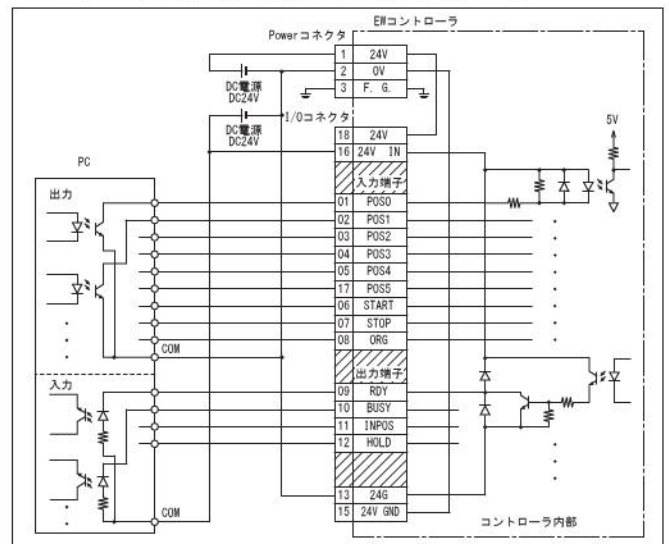 EWコントローラ
Powerコネクタ
1 24V
2 0V
3 F. G.
DC電源
DC24V
DC電源
DC24V
I/Oコネクタ
18 24V
16 24V IN
5V
PC
出力
入力端子
01 POS0
02 POS1
03 POS2
04 POS3
05 POS4
17 POS5
06 START
07 STOP
08 ORG
COM
入力
出力端子
09 RDY
10 BUSY
11 INPOS
12 HOLD
13 24G
15 24V GND
COM
コントローラ内部